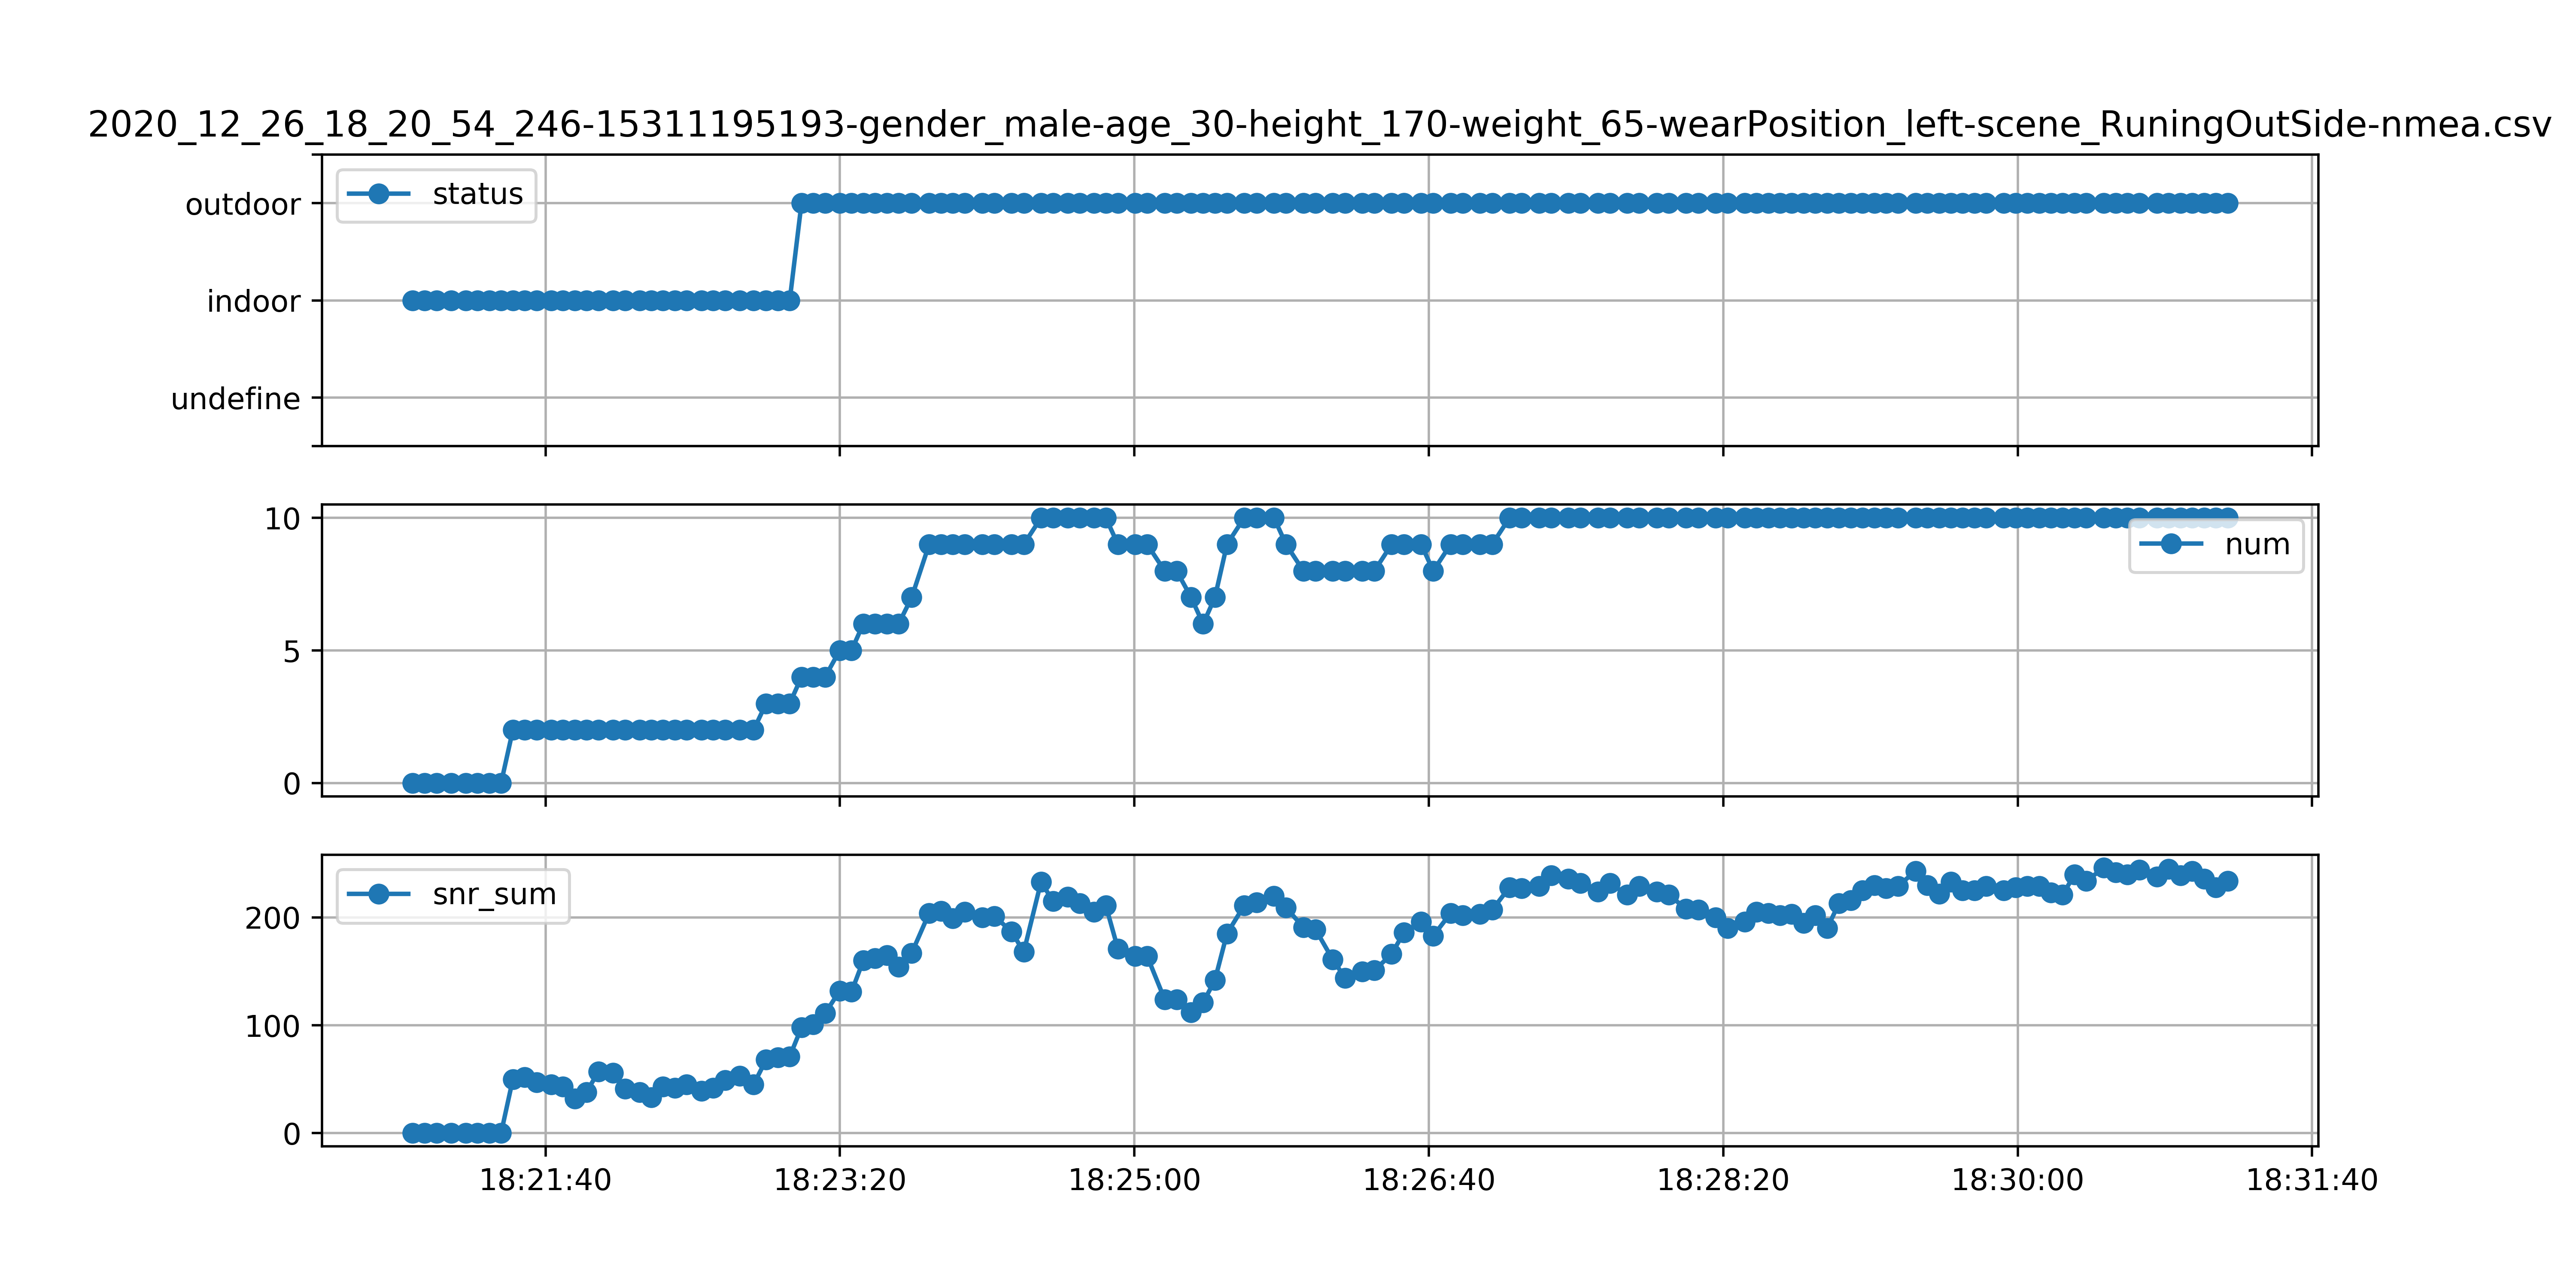 2020_12_26_18_20_54_246-15311195193-gender_male-age_30-height_170-weight_65-wearPosition_left-scene_RuningOutSide-nmea.csv
outdoor
indoor
undefine
status
10
5
0
num
200
100
0
snr_sum
18:21:40 18:23:20 18:25:00 18:26:40 18:28:20 18:30:00 18:31:40